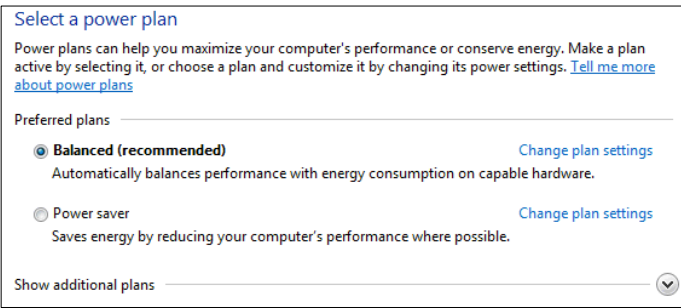 Select a power plan
Power plans can help you maximize your computer's performance or conserve energy. Make a plan
active by selecting it, or choose a plan and customize it by changing its power settings. Tell me more
about power plans
Preferred plans
Balanced (recommended) Change plan settings
Automatically balances performance with energy consumption on capable hardware.
Power saver Change plan settings
Saves energy by reducing your computer's performance where possible.
Show additional plans